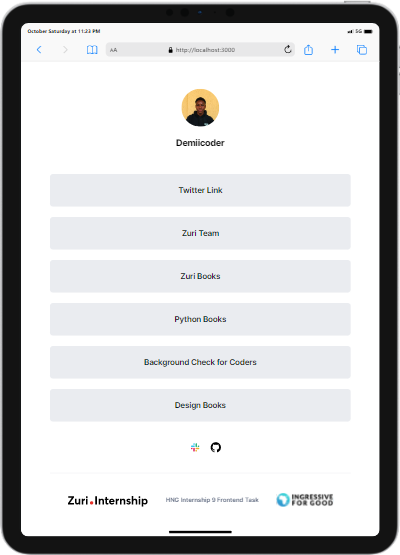 October Saturday at 11:23 PM
5G
AA
http://localhost:3000
Demiicoder
Twitter Link
Zuri Team
Zuri Books
Python Books
Background Check for Coders
Design Books
Zuri.Internship
HNG Internship 9 Frontend Task
INGRESSIVE
FOR GOOD